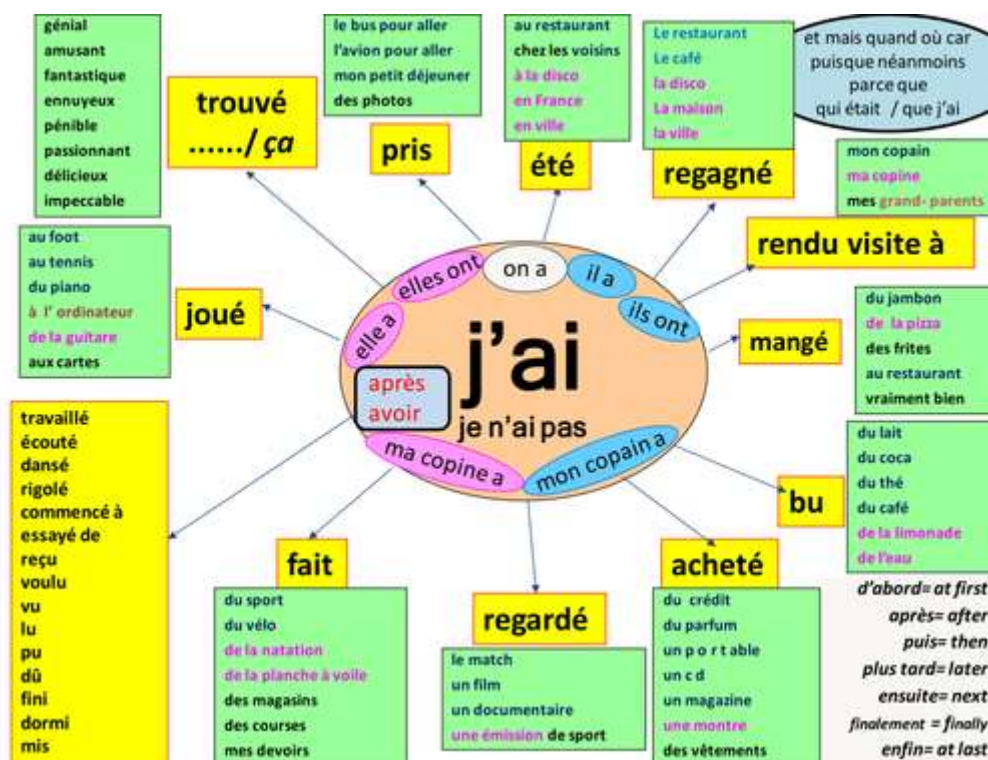 génial
amusant
fantastique
ennuyeux
pénible
passionnant
délicieux
impeccable
trouvé
....../ ça
le bus pour aller
l'avion pour aller
mon petit déjeuner
des photos
pris
au restaurant
chez les voisins
à la disco
en France
en ville
été
Le restaurant
Le café
la disco
La maison
la ville
regagné
et mais quand où car
puisque néanmoins
parce que
qui était / que j'ai
mon copain
ma copine
mes grand- parents
rendu visite à
au foot
au tennis
du piano
à l' ordinateur
de la guitare
aux cartes
joué
elle a
elles ont
on a
il a
ils ont
j'ai
je n'ai pas
après
avoir
ma copine a
mon copain a
mangé
du jambon
de la pizza
des frites
au restaurant
vraiment bien
travaillé
écouté
dansé
rigolé
commencé à
essayé de
reçu
voulu
vu
lu
pu
dû
fini
dormi
mis
bu
du lait
du coca
du thé
du café
de la limonade
de l'eau
fait
du sport
du vélo
de la natation
de la planche à voile
des magasins
des courses
mes devoirs
regardé
le match
un film
un documentaire
une émission de sport
acheté
du crédit
du parfum
un p o r t able
un c d
un magazine
une montre
des vêtements
d'abord= at first
après= after
puis= then
plus tard= later
ensuite= next
finalement = finally
enfin= at last